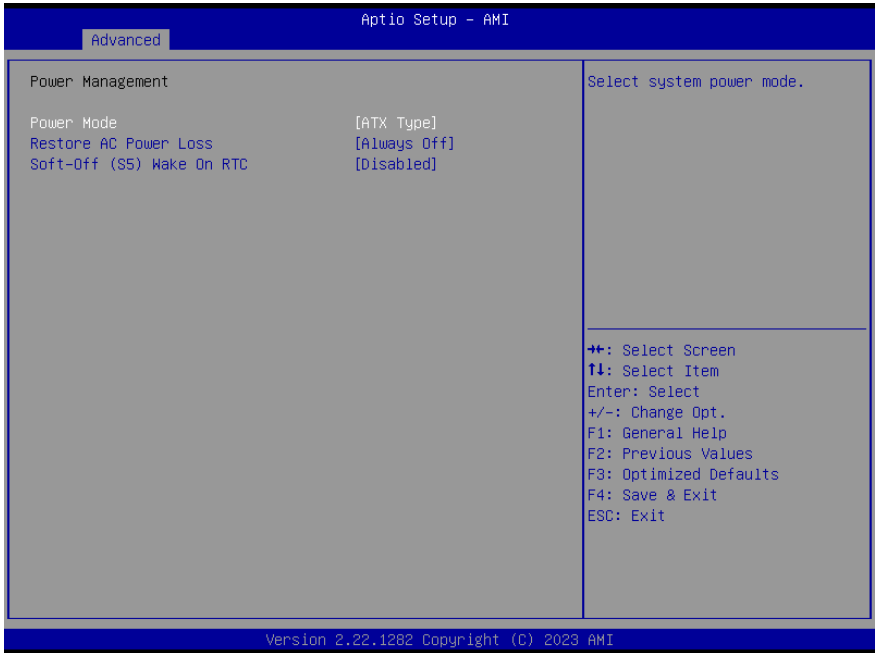 Aptio Setup – AMI
Advanced
Power Management
Power Mode [ATX Type]
Restore AC Power Loss [Always Off]
Soft-Off (S5) Wake On RTC [Disabled]
Select system power mode.
→←: Select Screen
↑↓: Select Item
Enter: Select
+/-: Change Opt.
F1: General Help
F2: Previous Values
F3: Optimized Defaults
F4: Save & Exit
ESC: Exit
Version 2.22.1282 Copyright (C) 2023 AMI